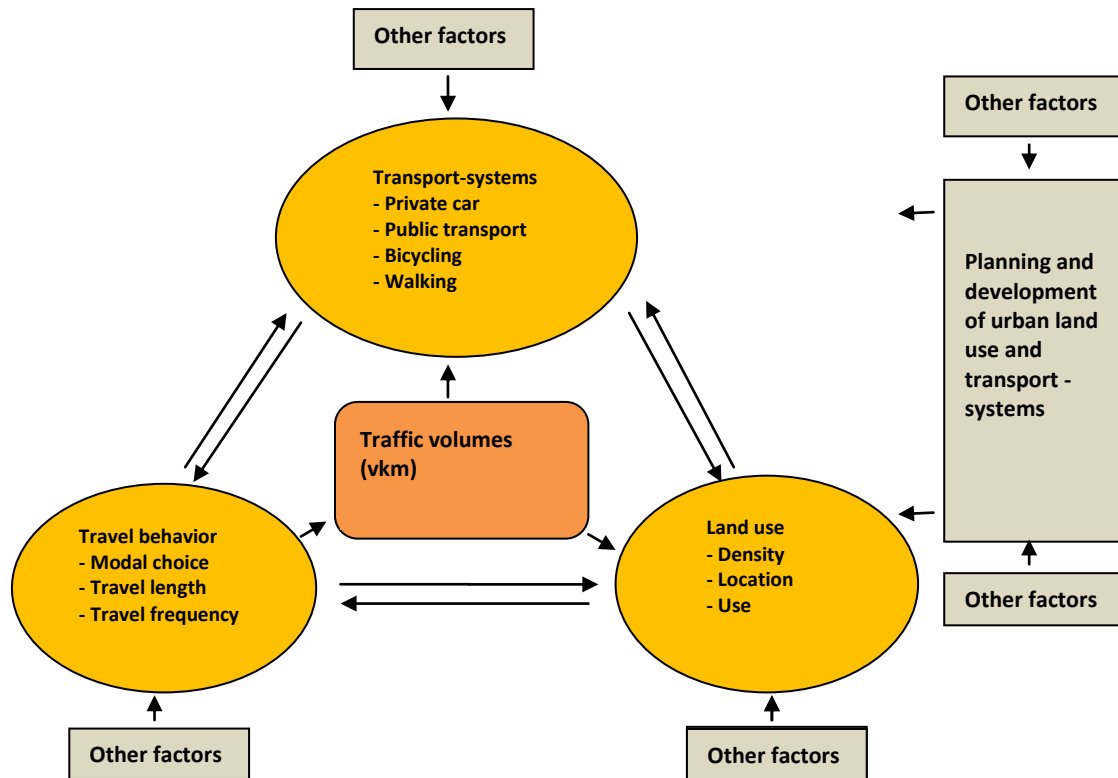 Other factors
Other factors
Transport-systems
- Private car
- Public transport
- Bicycling
- Walking
Planning and
development
of urban land
use and
transport -
systems
Traffic volumes
(vkm)
Travel behavior
- Modal choice
- Travel length
- Travel frequency
Land use
- Density
- Location
- Use
Other factors
Other factors
Other factors